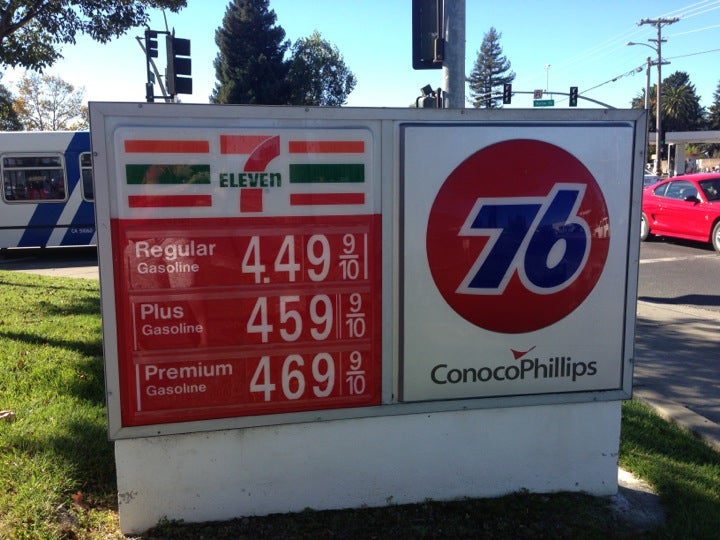 7
ELEVEN
Regular
Gasoline
4.49 9/10
Plus
Gasoline
459 9/10
Premium
Gasoline
469 9/10
76
ConocoPhillips